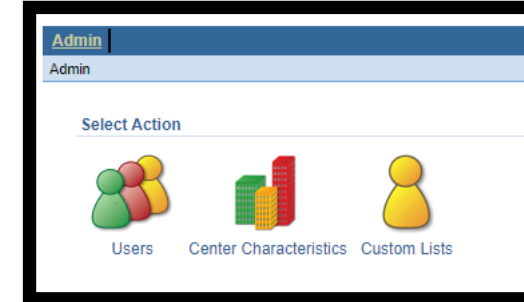 Admin
Admin
Select Action
Users Center Characteristics Custom Lists